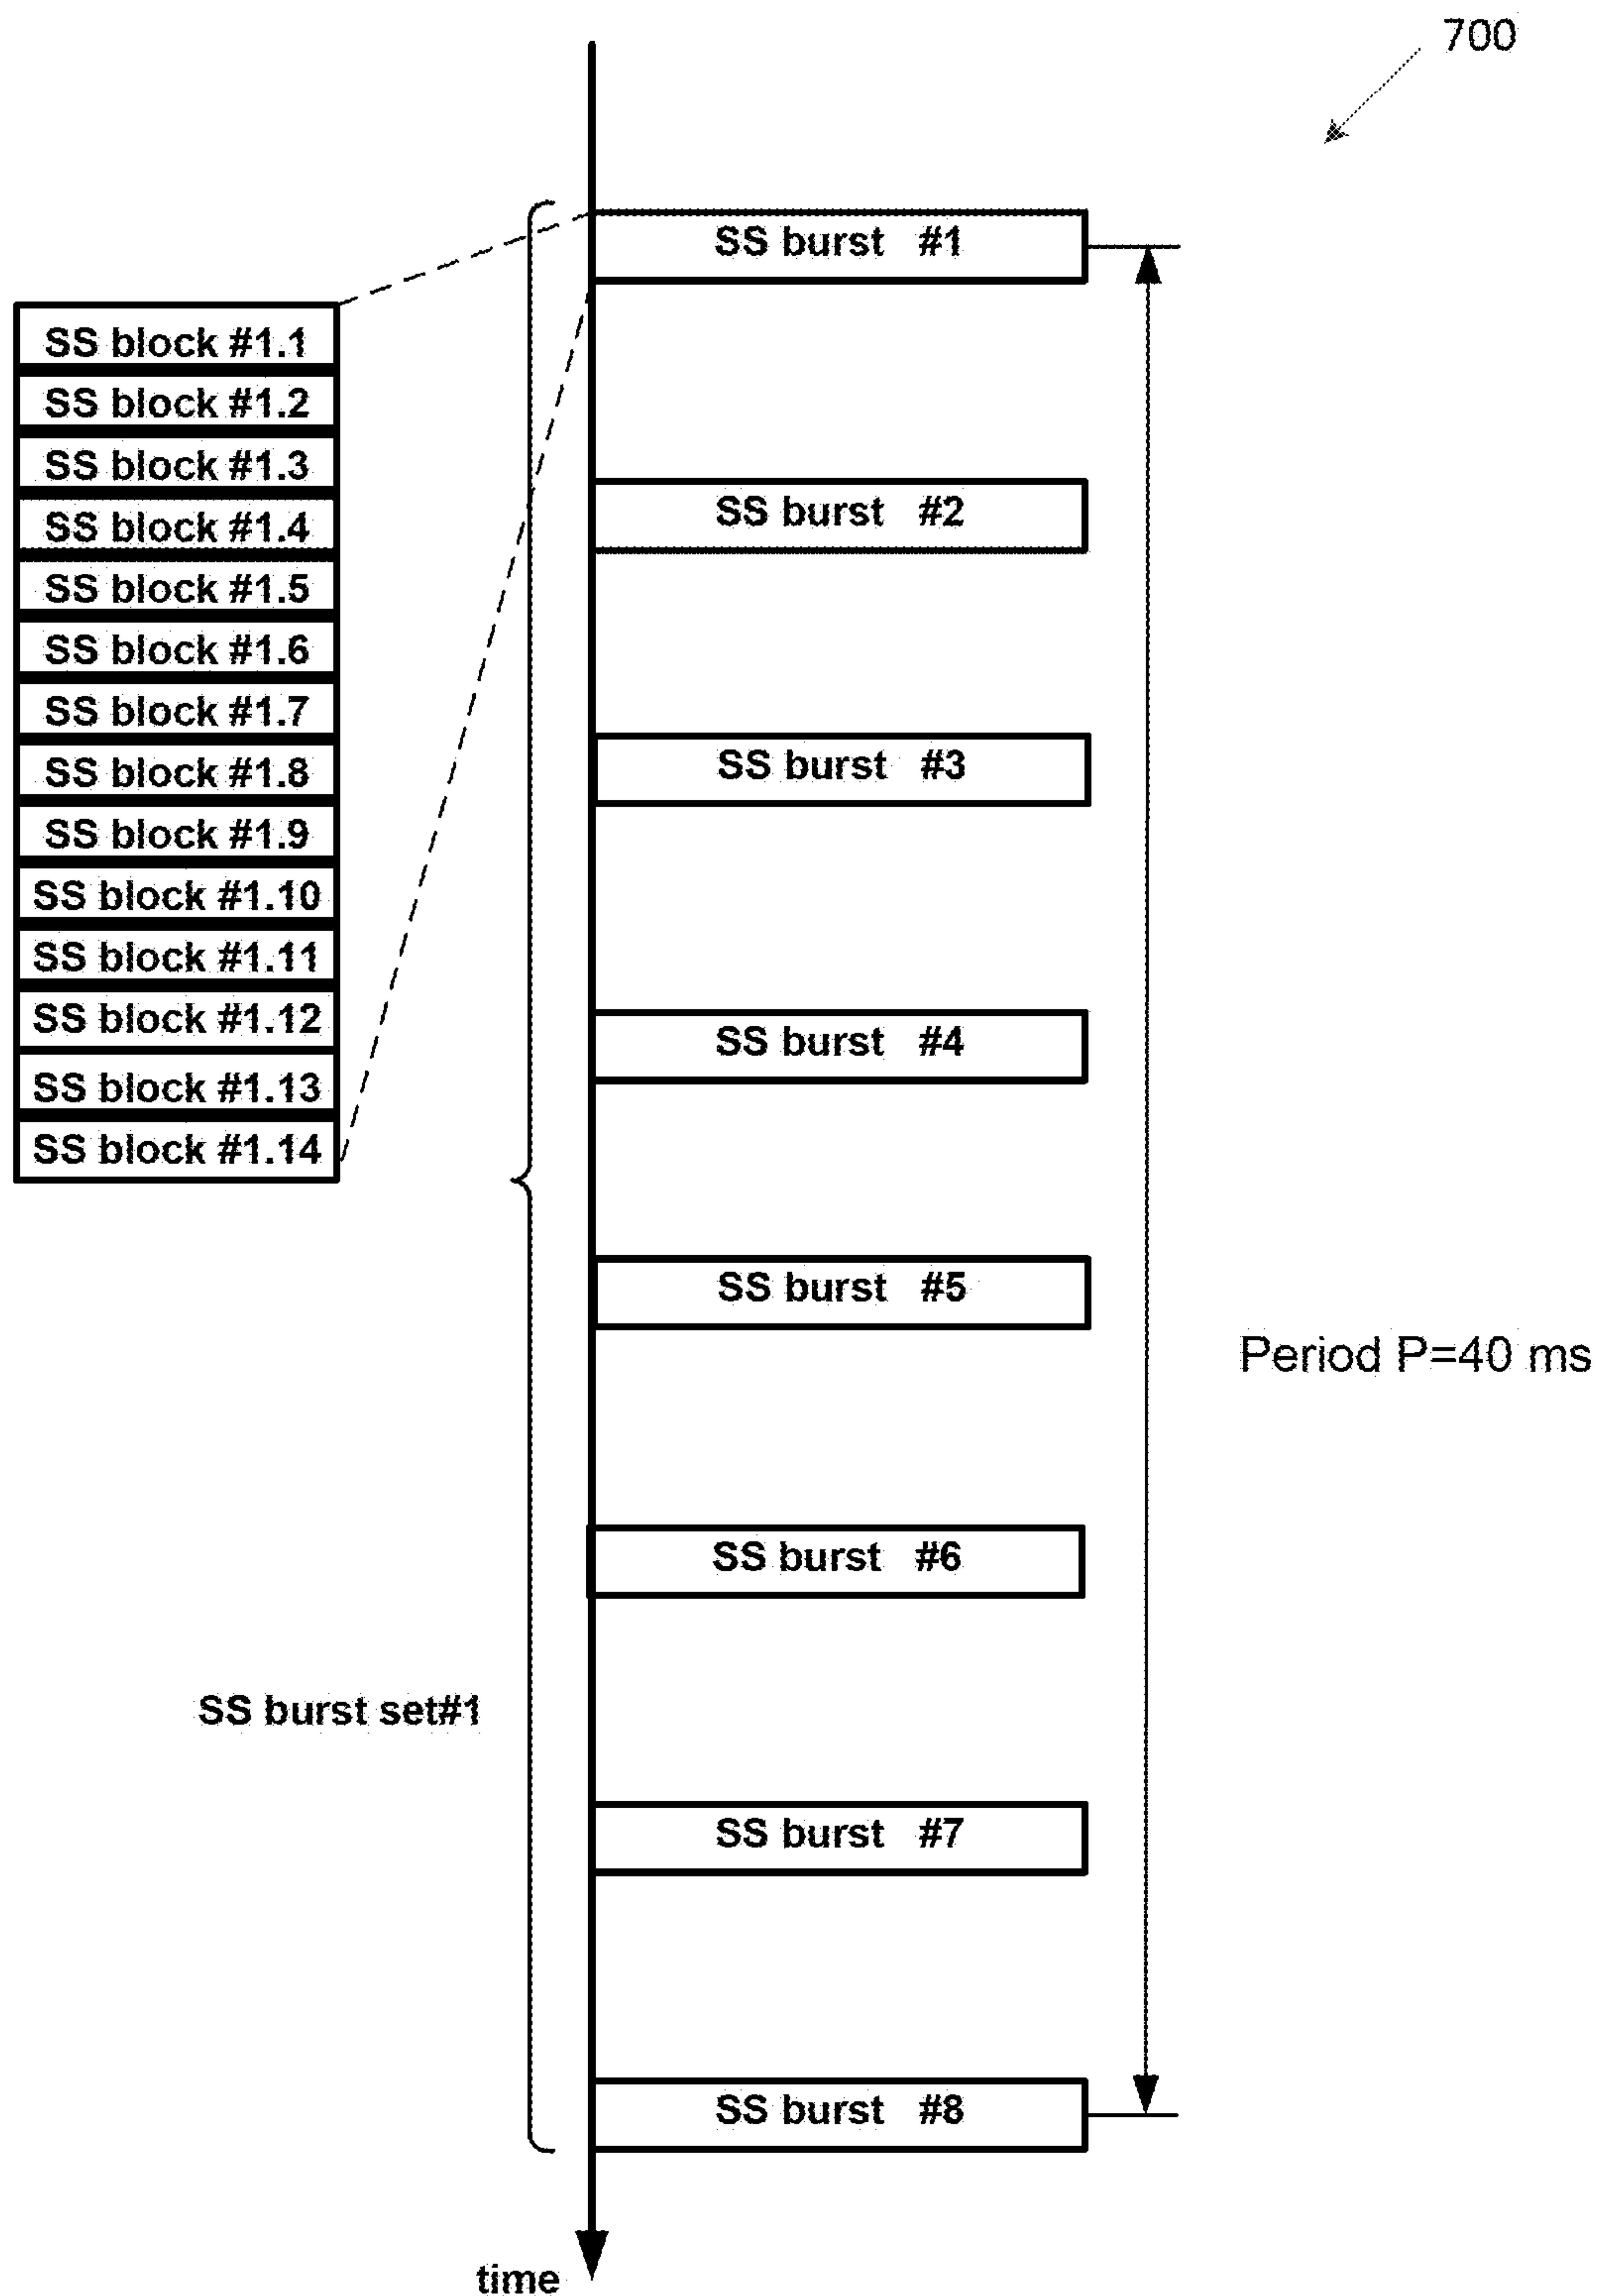 700
SS burst #1
SS block #1.1
SS block #1.2
SS block #1.3
SS block #1.4
SS block #1.5
SS block #1.6
SS block #1.7
SS block #1.8
SS block #1.9
SS block #1.10
SS block #1.11
SS block #1.12
SS block #1.13
SS block #1.14
SS burst #2
SS burst #3
SS burst #4
SS burst #5
Period P=40 ms
SS burst #6
SS burst set#1
SS burst #7
SS burst #8
time